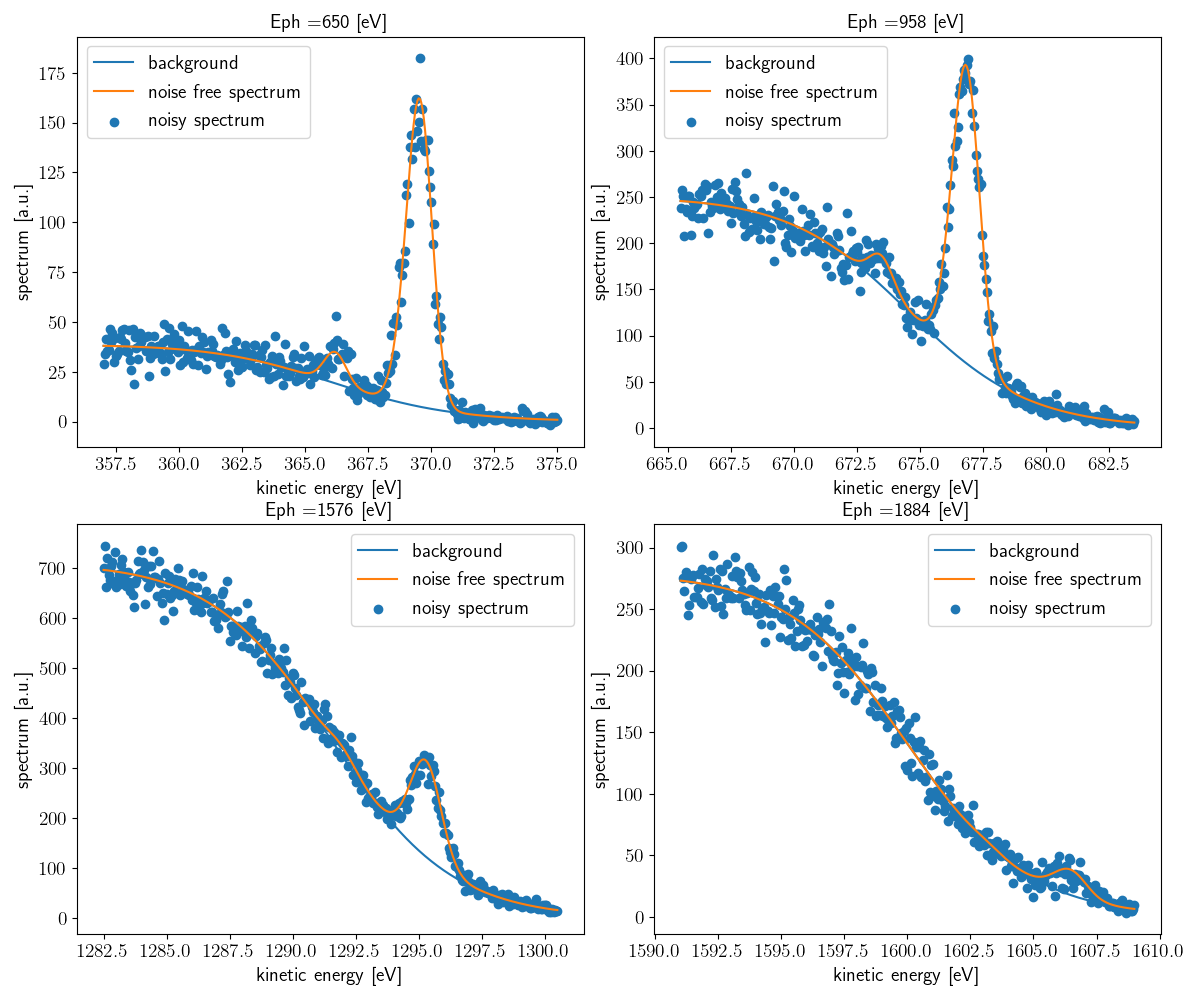 Eph =650 [eV]
background
noise free spectrum
noisy spectrum
spectrum [a.u.]
175
150
125
100
75
50
25
0
357.5 360.0 362.5 365.0 367.5 370.0 372.5 375.0
kinetic energy [eV]
Eph =958 [eV]
background
noise free spectrum
noisy spectrum
spectrum [a.u.]
400
350
300
250
200
150
100
50
0
665.0 667.5 670.0 672.5 675.0 677.5 680.0 682.5
kinetic energy [eV]
Eph =1576 [eV]
background
noise free spectrum
noisy spectrum
spectrum [a.u.]
700
600
500
400
300
200
100
0
1282.5 1285.0 1287.5 1290.0 1292.5 1295.0 1297.5 1300.0
kinetic energy [eV]
Eph =1884 [eV]
background
noise free spectrum
noisy spectrum
spectrum [a.u.]
300
250
200
150
100
50
0
1590.0 1592.5 1595.0 1597.5 1600.0 1602.5 1605.0 1607.5 1610.0
kinetic energy [eV]